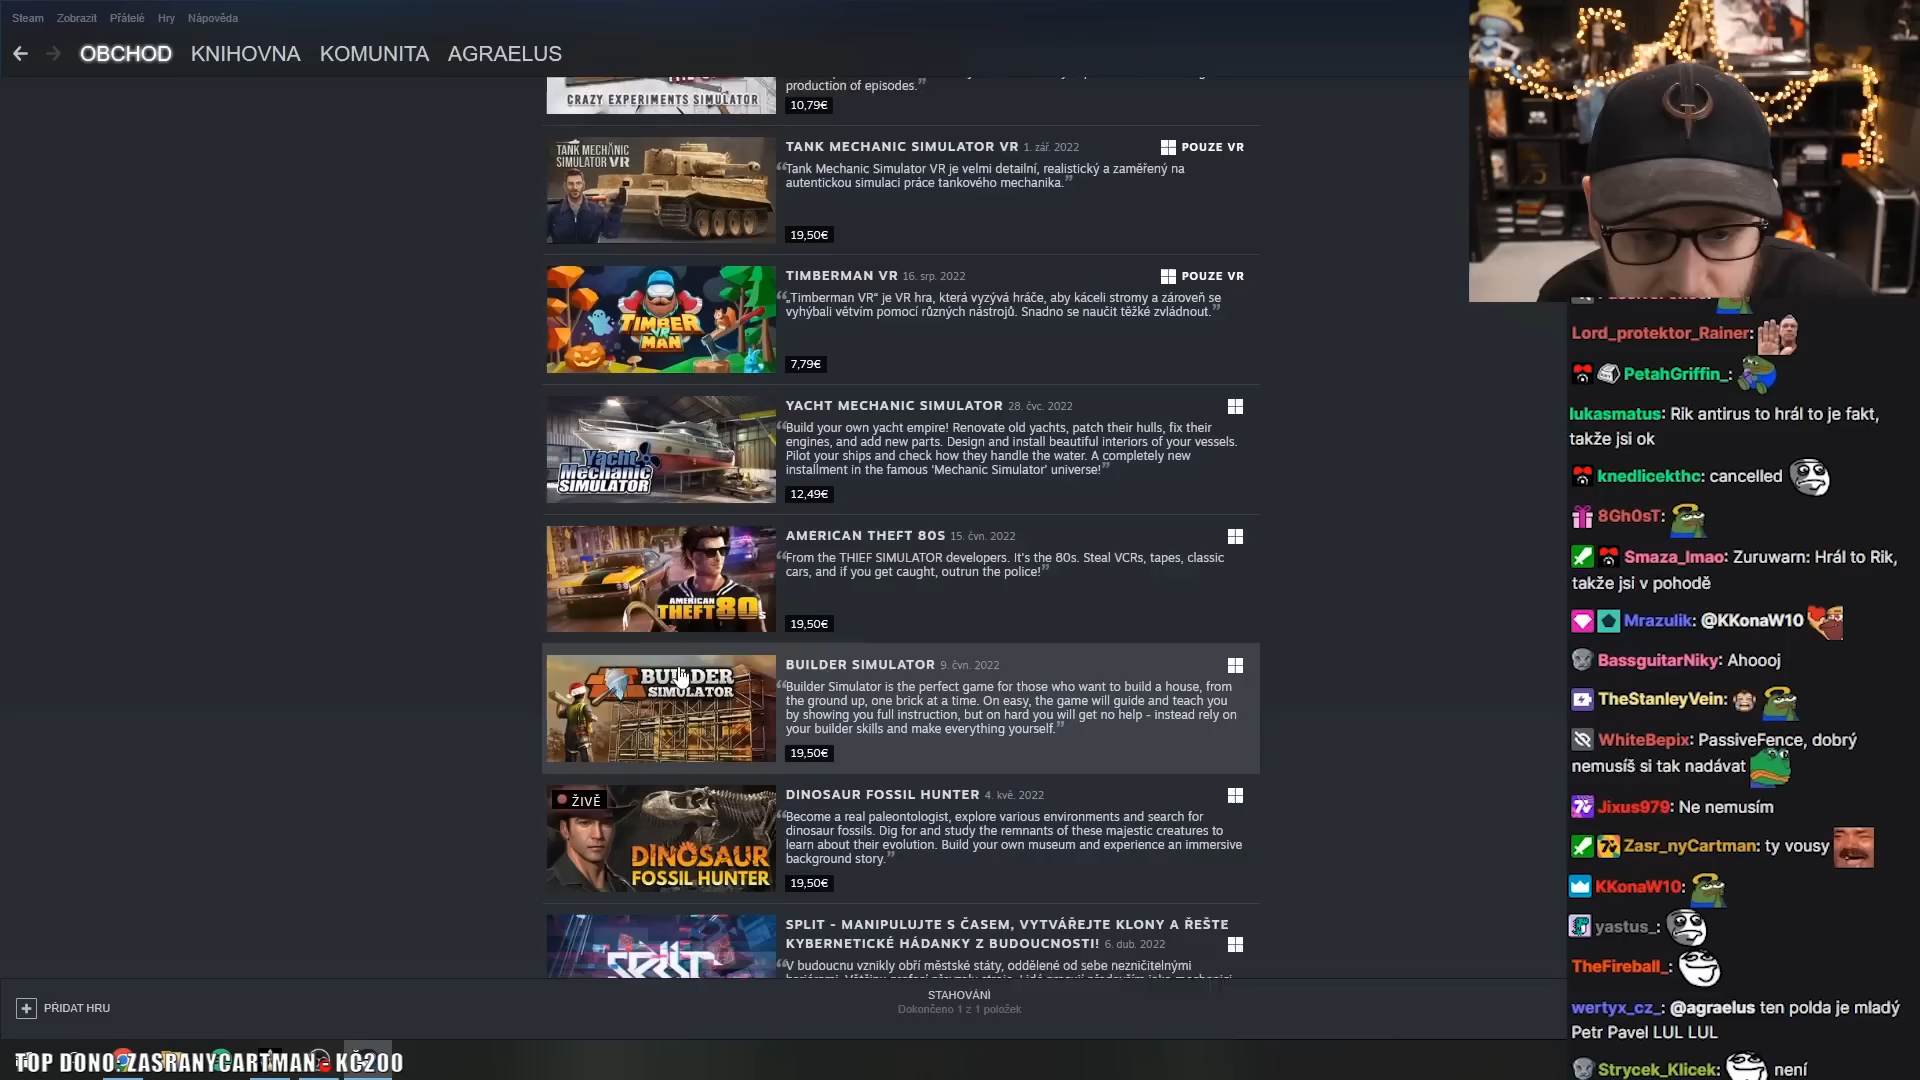 Steam Zobrazit Přátelé Hry Nápověda
OBCHOD KNIHOVNA KOMUNITA AGRAELUS
CRAZY EXPERIMENTS SIMULATOR
production of episodes.”
10,79€
TANK MECHANIC
SIMULATOR VR
TANK MECHANIC SIMULATOR VR 1. zář. 2022
POUZE VR
“Tank Mechanic Simulator VR je velmi detailní, realistický a zaměřený na
autentickou simulaci práce tankového mechanika.”
19,50€
TIMBER
VR
MAN
TIMBERMAN VR 16. srp. 2022
POUZE VR
“„Timberman VR“ je VR hra, která vyzývá hráče, aby káceli stromy a zároveň se
vyhýbali větvím pomocí různých nástrojů. Snadno se naučit těžké zvládnout.”
7,79€
Yacht
Mechanic
SIMULATOR
YACHT MECHANIC SIMULATOR 28. čvc. 2022
“Build your own yacht empire! Renovate old yachts, patch their hulls, fix their
engines, and add new parts. Design and install beautiful interiors of your vessels.
Pilot your ships and check how they handle the water. A completely new
installment in the famous ‘Mechanic Simulator’ universe!”
12,49€
AMERICAN
THEFT 80s
AMERICAN THEFT 80S 15. čvn. 2022
“From the THIEF SIMULATOR developers. It's the 80s. Steal VCRs, tapes, classic
cars, and if you get caught, outrun the police!”
19,50€
BUILDER
SIMULATOR
BUILDER SIMULATOR 9. čvn. 2022
“Builder Simulator is the perfect game for those who want to build a house, from
the ground up, one brick at a time. On easy, the game will guide and teach you
by showing you full instruction, but on hard you will get no help - instead rely on
your builder skills and make everything yourself.”
19,50€
ŽIVĚ
DINOSAUR
FOSSIL HUNTER
DINOSAUR FOSSIL HUNTER 4. kvě. 2022
“Become a real paleontologist, explore various environments and search for
dinosaur fossils. Dig for and study the remnants of these majestic creatures to
learn about their evolution. Build your own museum and experience an immersive
background story.”
19,50€
SPLIT - MANIPULUJTE S ČASEM, VYTVÁŘEJTE KLONY A ŘEŠTE
KYBERNETICKÉ HÁDANKY Z BUDOUCNOSTI! 6. dub. 2022
“V budoucnu vznikly obří městské státy, oddělené od sebe nezničitelnými
PŘIDAT HRU
STAHOVÁNÍ
Dokončeno 1 z 1 položek
TOP DONO: ZASRANYCARTMAN - KČ200
Lord_protektor_Rainer:
PetahGriffin_:
lukasmatus: Rik antirus to hrál to je fakt,
takže jsi ok
knedlicekthc: cancelled
8Gh0sT:
Smaza_lmao: Zuruwarn: Hrál to Rik,
takže jsi v pohodě
Mrazulik: @KKonaW10
BassguitarNiky: Ahoooj
TheStanleyVein:
WhiteBepix: PassiveFence, dobrý
nemusíš si tak nadávat
Jixus979: Ne nemusím
Zasr_nyCartman: ty vousy
KKonaW10:
yastus_:
TheFireball_:
wertyx_cz_: @agraelus ten polda je mladý
Petr Pavel LUL LUL
Strycek_Klicek: není